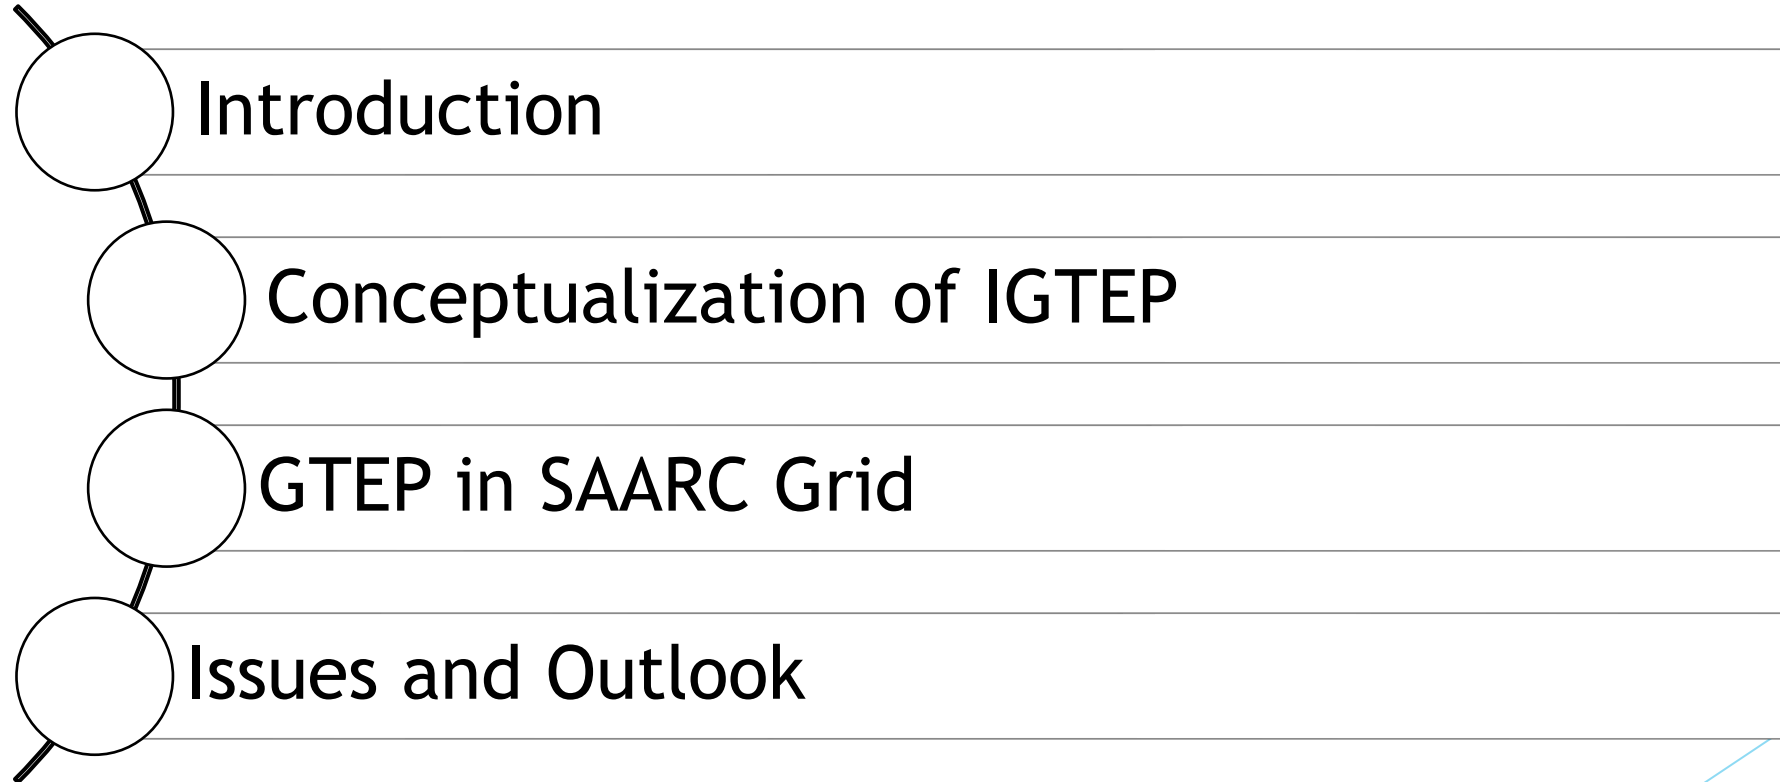 Introduction
Conceptualization of IGTEP
GTEP in SAARC Grid
Issues and Outlook